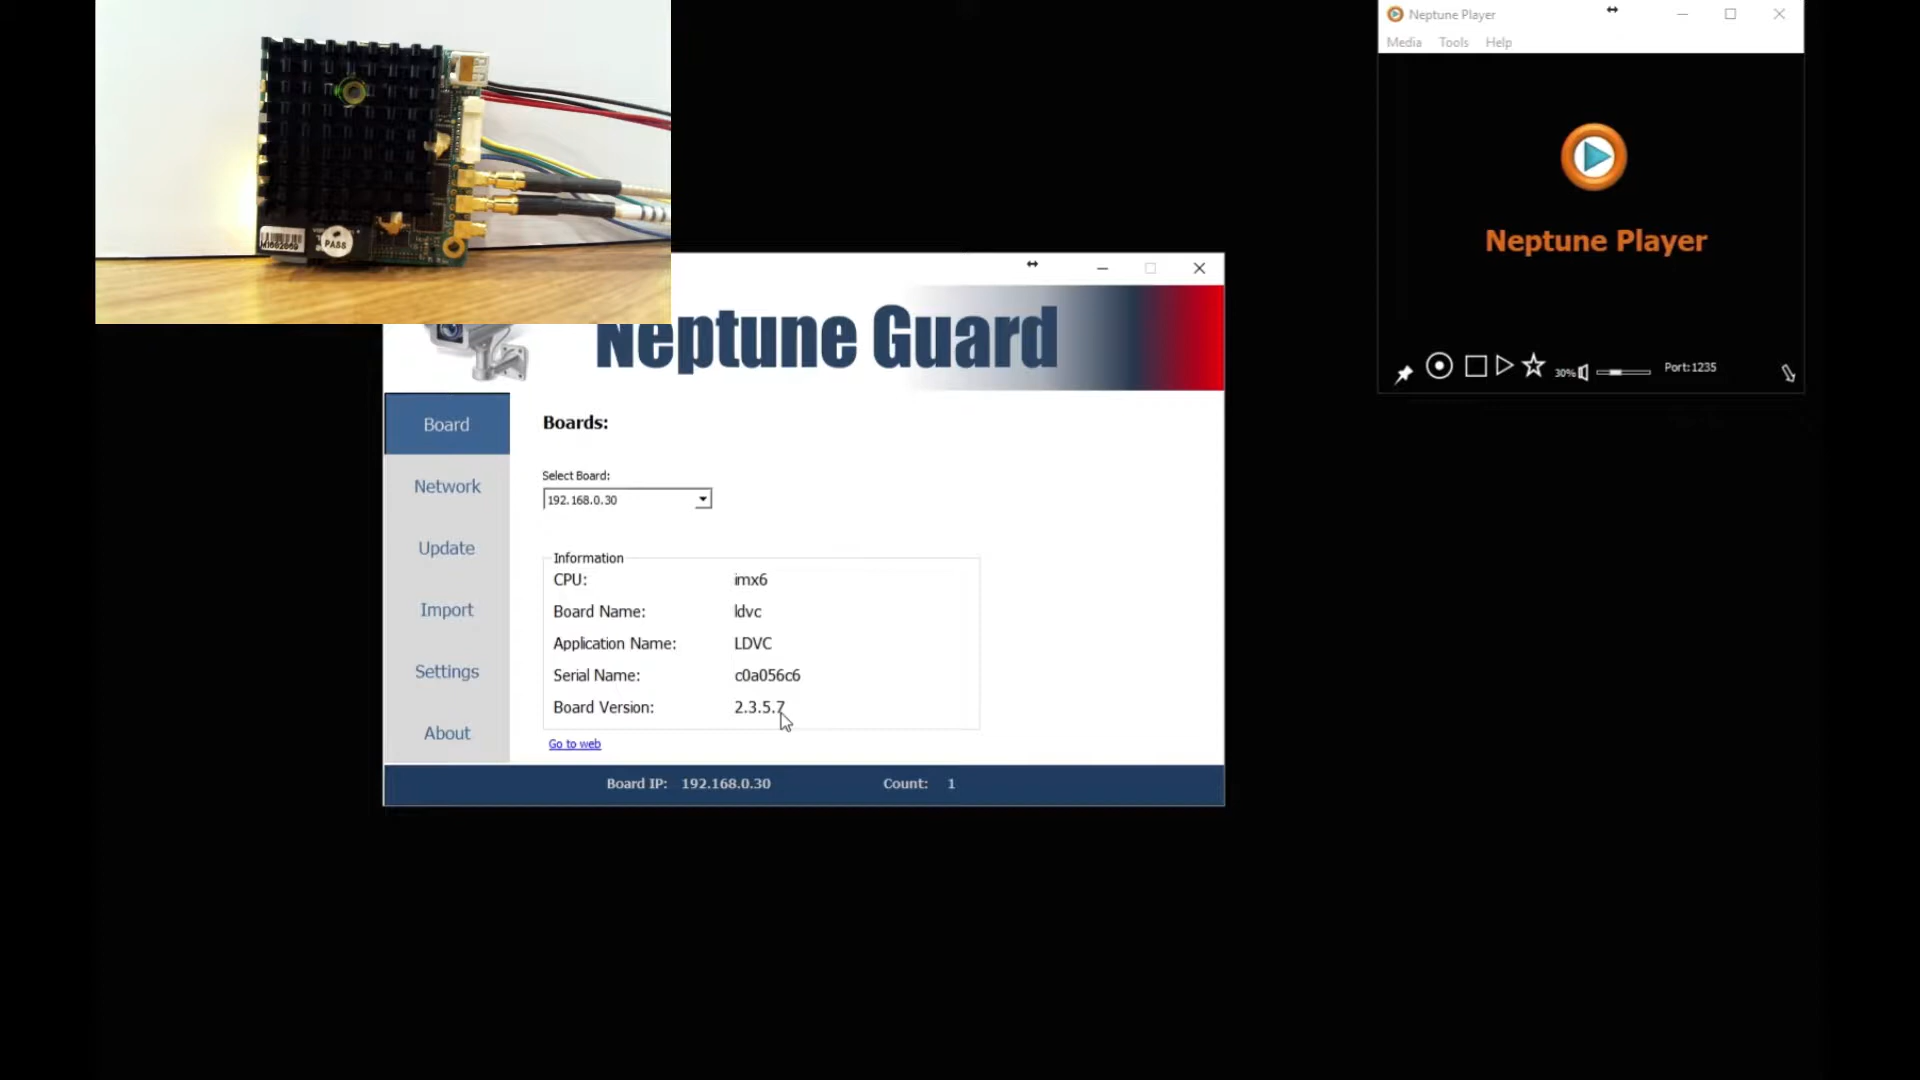 PASS
Neptune Player
Media Tools Help
Neptune Player
30%
Port:1235
Neptune Guard
Board
Network
Update
Import
Settings
About
Boards:
Select Board:
192.168.0.30
Information
CPU: imx6
Board Name: ldvc
Application Name: LDVC
Serial Name: c0a056c6
Board Version: 2.3.5.7
Go to web
Board IP: 192.168.0.30 Count: 1